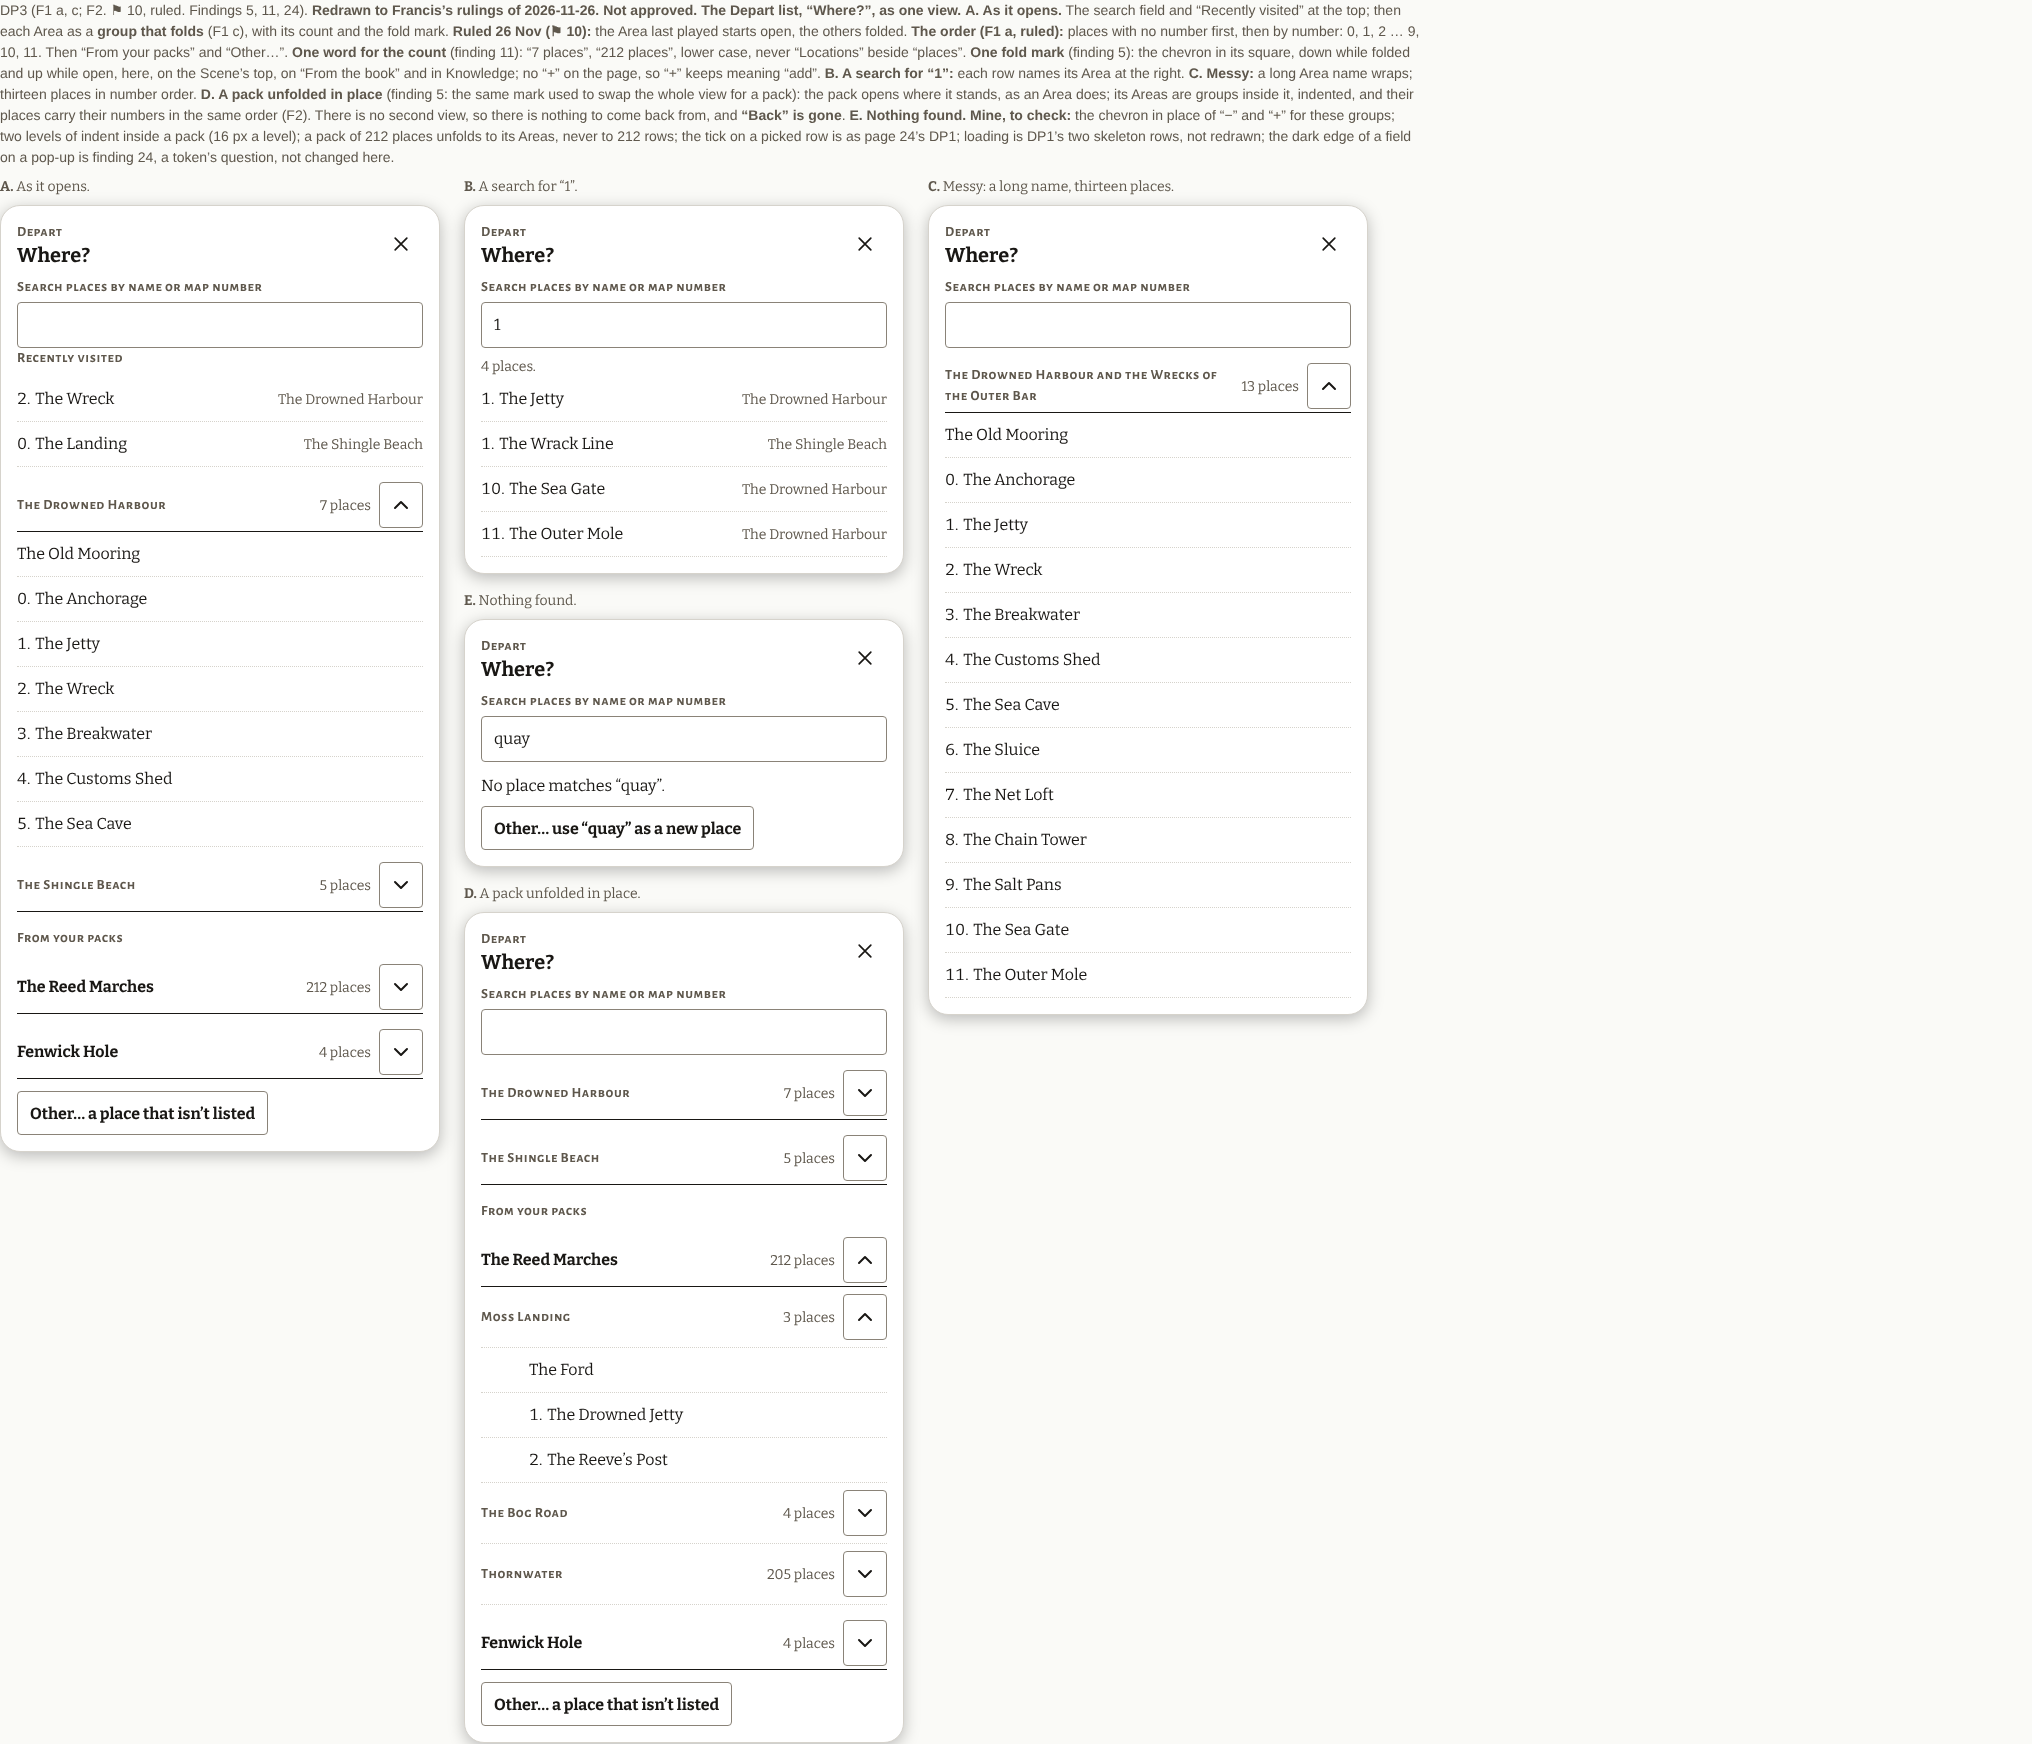 DP3 (F1 a, c; F2. ⚑ 10, ruled. Findings 5, 11, 24). Redrawn to Francis’s rulings of 2026-11-26. Not approved. The Depart list, “Where?”, as one view. A. As it opens. The search field and “Recently visited” at the top; then
each Area as a group that folds (F1 c), with its count and the fold mark. Ruled 26 Nov (⚑ 10): the Area last played starts open, the others folded. The order (F1 a, ruled): places with no number first, then by number: 0, 1, 2 … 9,
10, 11. Then “From your packs” and “Other…”. One word for the count (finding 11): “7 places”, “212 places”, lower case, never “Locations” beside “places”. One fold mark (finding 5): the chevron in its square, down while folded
and up while open, here, on the Scene’s top, on “From the book” and in Knowledge; no “+” on the page, so “+” keeps meaning “add”. B. A search for “1”: each row names its Area at the right. C. Messy: a long Area name wraps;
thirteen places in number order. D. A pack unfolded in place (finding 5: the same mark used to swap the whole view for a pack): the pack opens where it stands, as an Area does; its Areas are groups inside it, indented, and their
places carry their numbers in the same order (F2). There is no second view, so there is nothing to come back from, and “Back” is gone. E. Nothing found. Mine, to check: the chevron in place of “−” and “+” for these groups;
two levels of indent inside a pack (16 px a level); a pack of 212 places unfolds to its Areas, never to 212 rows; the tick on a picked row is as page 24’s DP1; loading is DP1’s two skeleton rows, not redrawn; the dark edge of a field
on a pop-up is finding 24, a token’s question, not changed here.
A. As it opens.
Depart
Where?
Search places by name or map number
Recently visited
2. The Wreck The Drowned Harbour
0. The Landing The Shingle Beach
The Drowned Harbour 7 places
The Old Mooring
0. The Anchorage
1. The Jetty
2. The Wreck
3. The Breakwater
4. The Customs Shed
5. The Sea Cave
The Shingle Beach 5 places
From your packs
The Reed Marches 212 places
Fenwick Hole 4 places
Other… a place that isn’t listed
B. A search for “1”.
Depart
Where?
Search places by name or map number
1
4 places.
1. The Jetty The Drowned Harbour
1. The Wrack Line The Shingle Beach
10. The Sea Gate The Drowned Harbour
11. The Outer Mole The Drowned Harbour
E. Nothing found.
Depart
Where?
Search places by name or map number
quay
No place matches “quay”.
Other… use “quay” as a new place
D. A pack unfolded in place.
Depart
Where?
Search places by name or map number
The Drowned Harbour 7 places
The Shingle Beach 5 places
From your packs
The Reed Marches 212 places
Moss Landing 3 places
The Ford
1. The Drowned Jetty
2. The Reeve’s Post
The Bog Road 4 places
Thornwater 205 places
Fenwick Hole 4 places
Other… a place that isn’t listed
C. Messy: a long name, thirteen places.
Depart
Where?
Search places by name or map number
The Drowned Harbour and the Wrecks of
the Outer Bar 13 places
The Old Mooring
0. The Anchorage
1. The Jetty
2. The Wreck
3. The Breakwater
4. The Customs Shed
5. The Sea Cave
6. The Sluice
7. The Net Loft
8. The Chain Tower
9. The Salt Pans
10. The Sea Gate
11. The Outer Mole